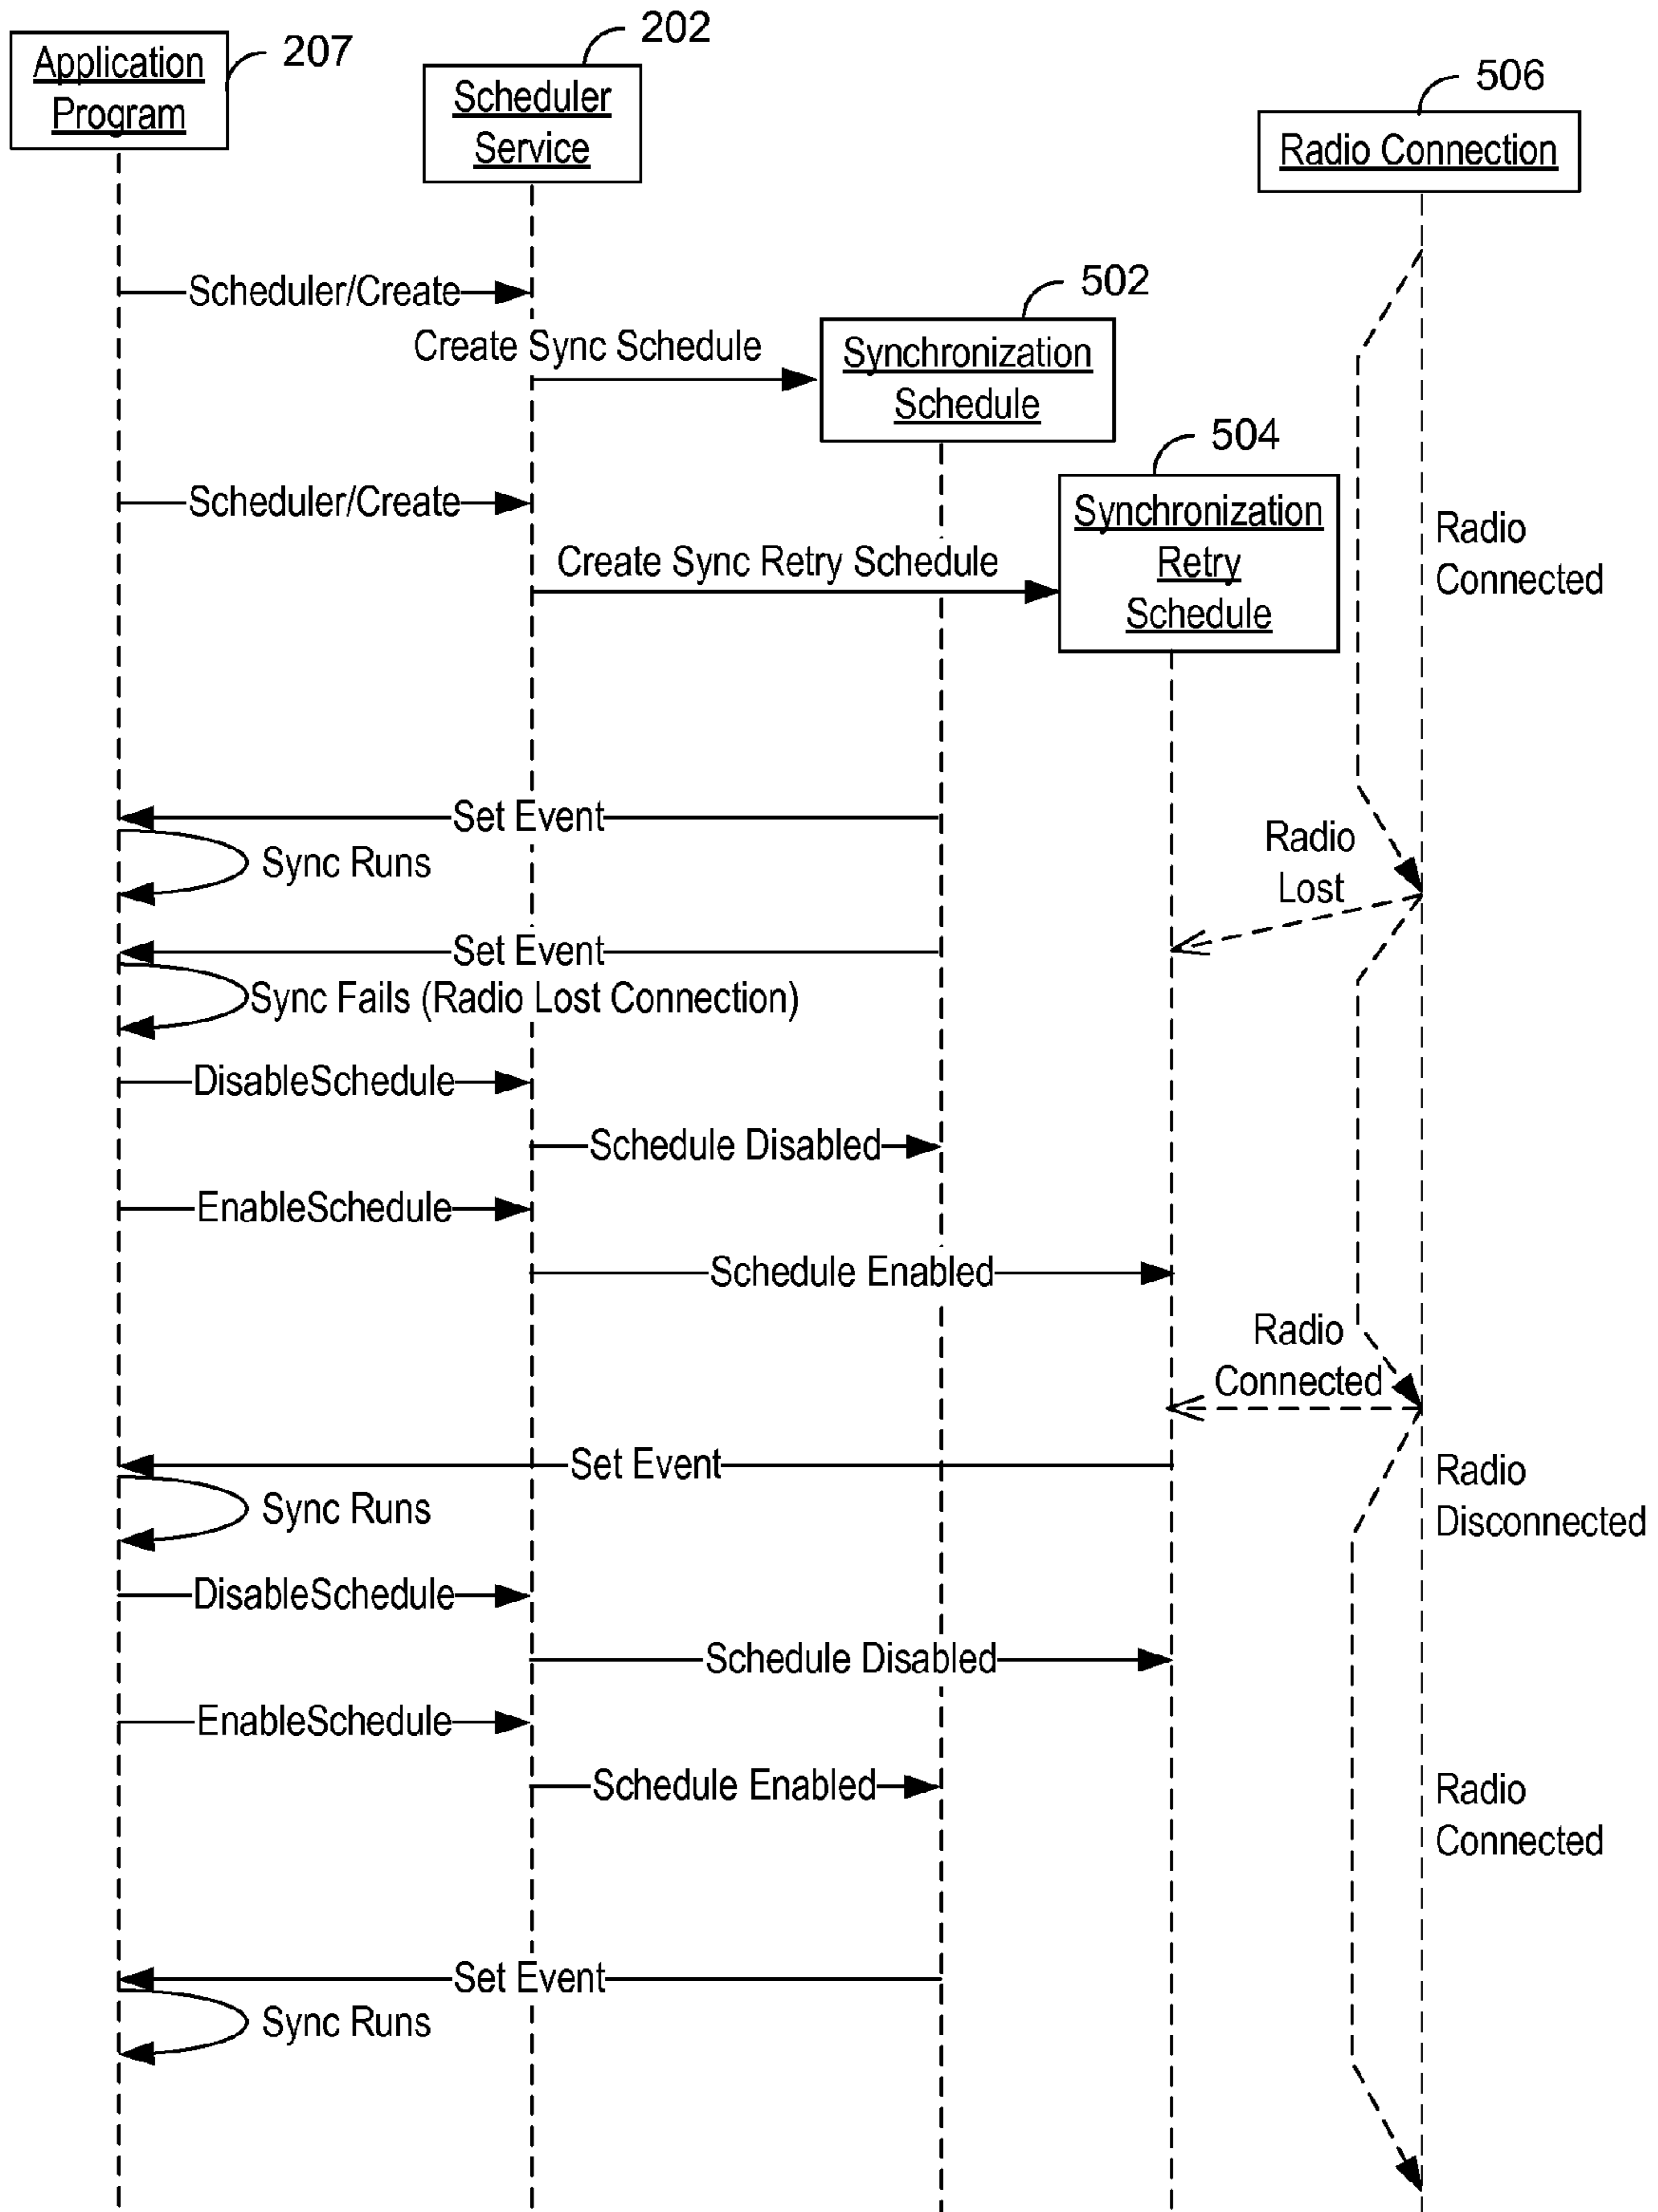 202
207
Application
Program
Scheduler
Service
506
Radio Connection
Scheduler/Create
502
Create Sync Schedule
Synchronization
Schedule
504
Scheduler/Create
Synchronization
Retry
Schedule
Create Sync Retry Schedule
Radio
Connected
Set Event
Sync Runs
Radio
Lost
Set Event
Sync Fails (Radio Lost Connection)
DisableSchedule
Schedule Disabled
EnableSchedule
Schedule Enabled
Radio
Connected
Set Event
Sync Runs
Radio
Disconnected
DisableSchedule
Schedule Disabled
EnableSchedule
Schedule Enabled
Radio
Connected
Set Event
Sync Runs